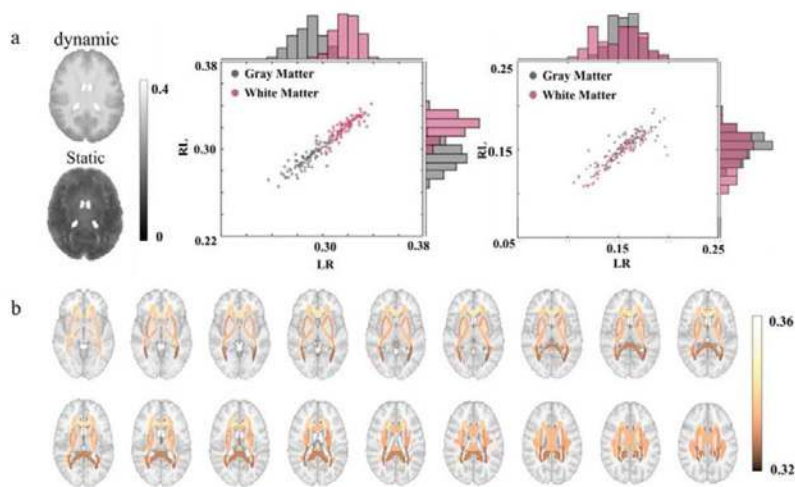 a
dynamic
Static
0.4
0
0.38
0.30
0.22
RL
Gray Matter
White Matter
0.30
0.38
LR
0.25
0.15
0.05
RL
Gray Matter
White Matter
0.15
0.25
LR
b
0.36
0.32